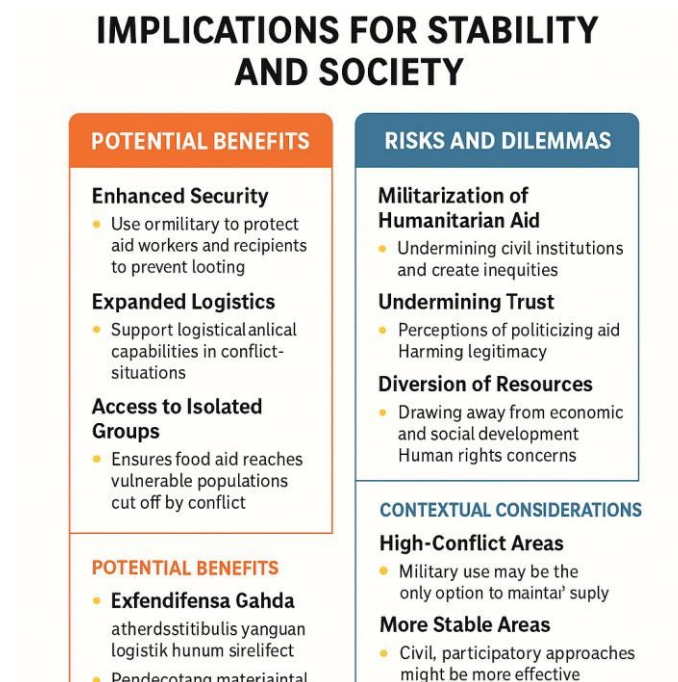 IMPLICATIONS FOR STABILITY
AND SOCIETY
POTENTIAL BENEFITS
Enhanced Security
Use ormilitary to protect
aid workers and recipients
to prevent looting
Expanded Logistics
Support logisticalanlical
capabilities in conflict-
situations
Access to Isolated
Groups
Ensures food aid reaches
vulnerable populations
cut off by conflict
POTENTIAL BENEFITS
Exfendifensa Gahda
atherdsstitibulis yanguan
logistik hunum sirelifect
Pendecotang materiaintal
RISKS AND DILEMMAS
Militarization of
Humanitarian Aid
Undermining civil institutions
and create inequities
Undermining Trust
Perceptions of politicizing aid
Harming legitimacy
Diversion of Resources
Drawing away from economic
and social development
Human rights concerns
CONTEXTUAL CONSIDERATIONS
High-Conflict Areas
Military use may be the
only option to maintaı' suply
More Stable Areas
Civil, participatory approaches
might be more effective